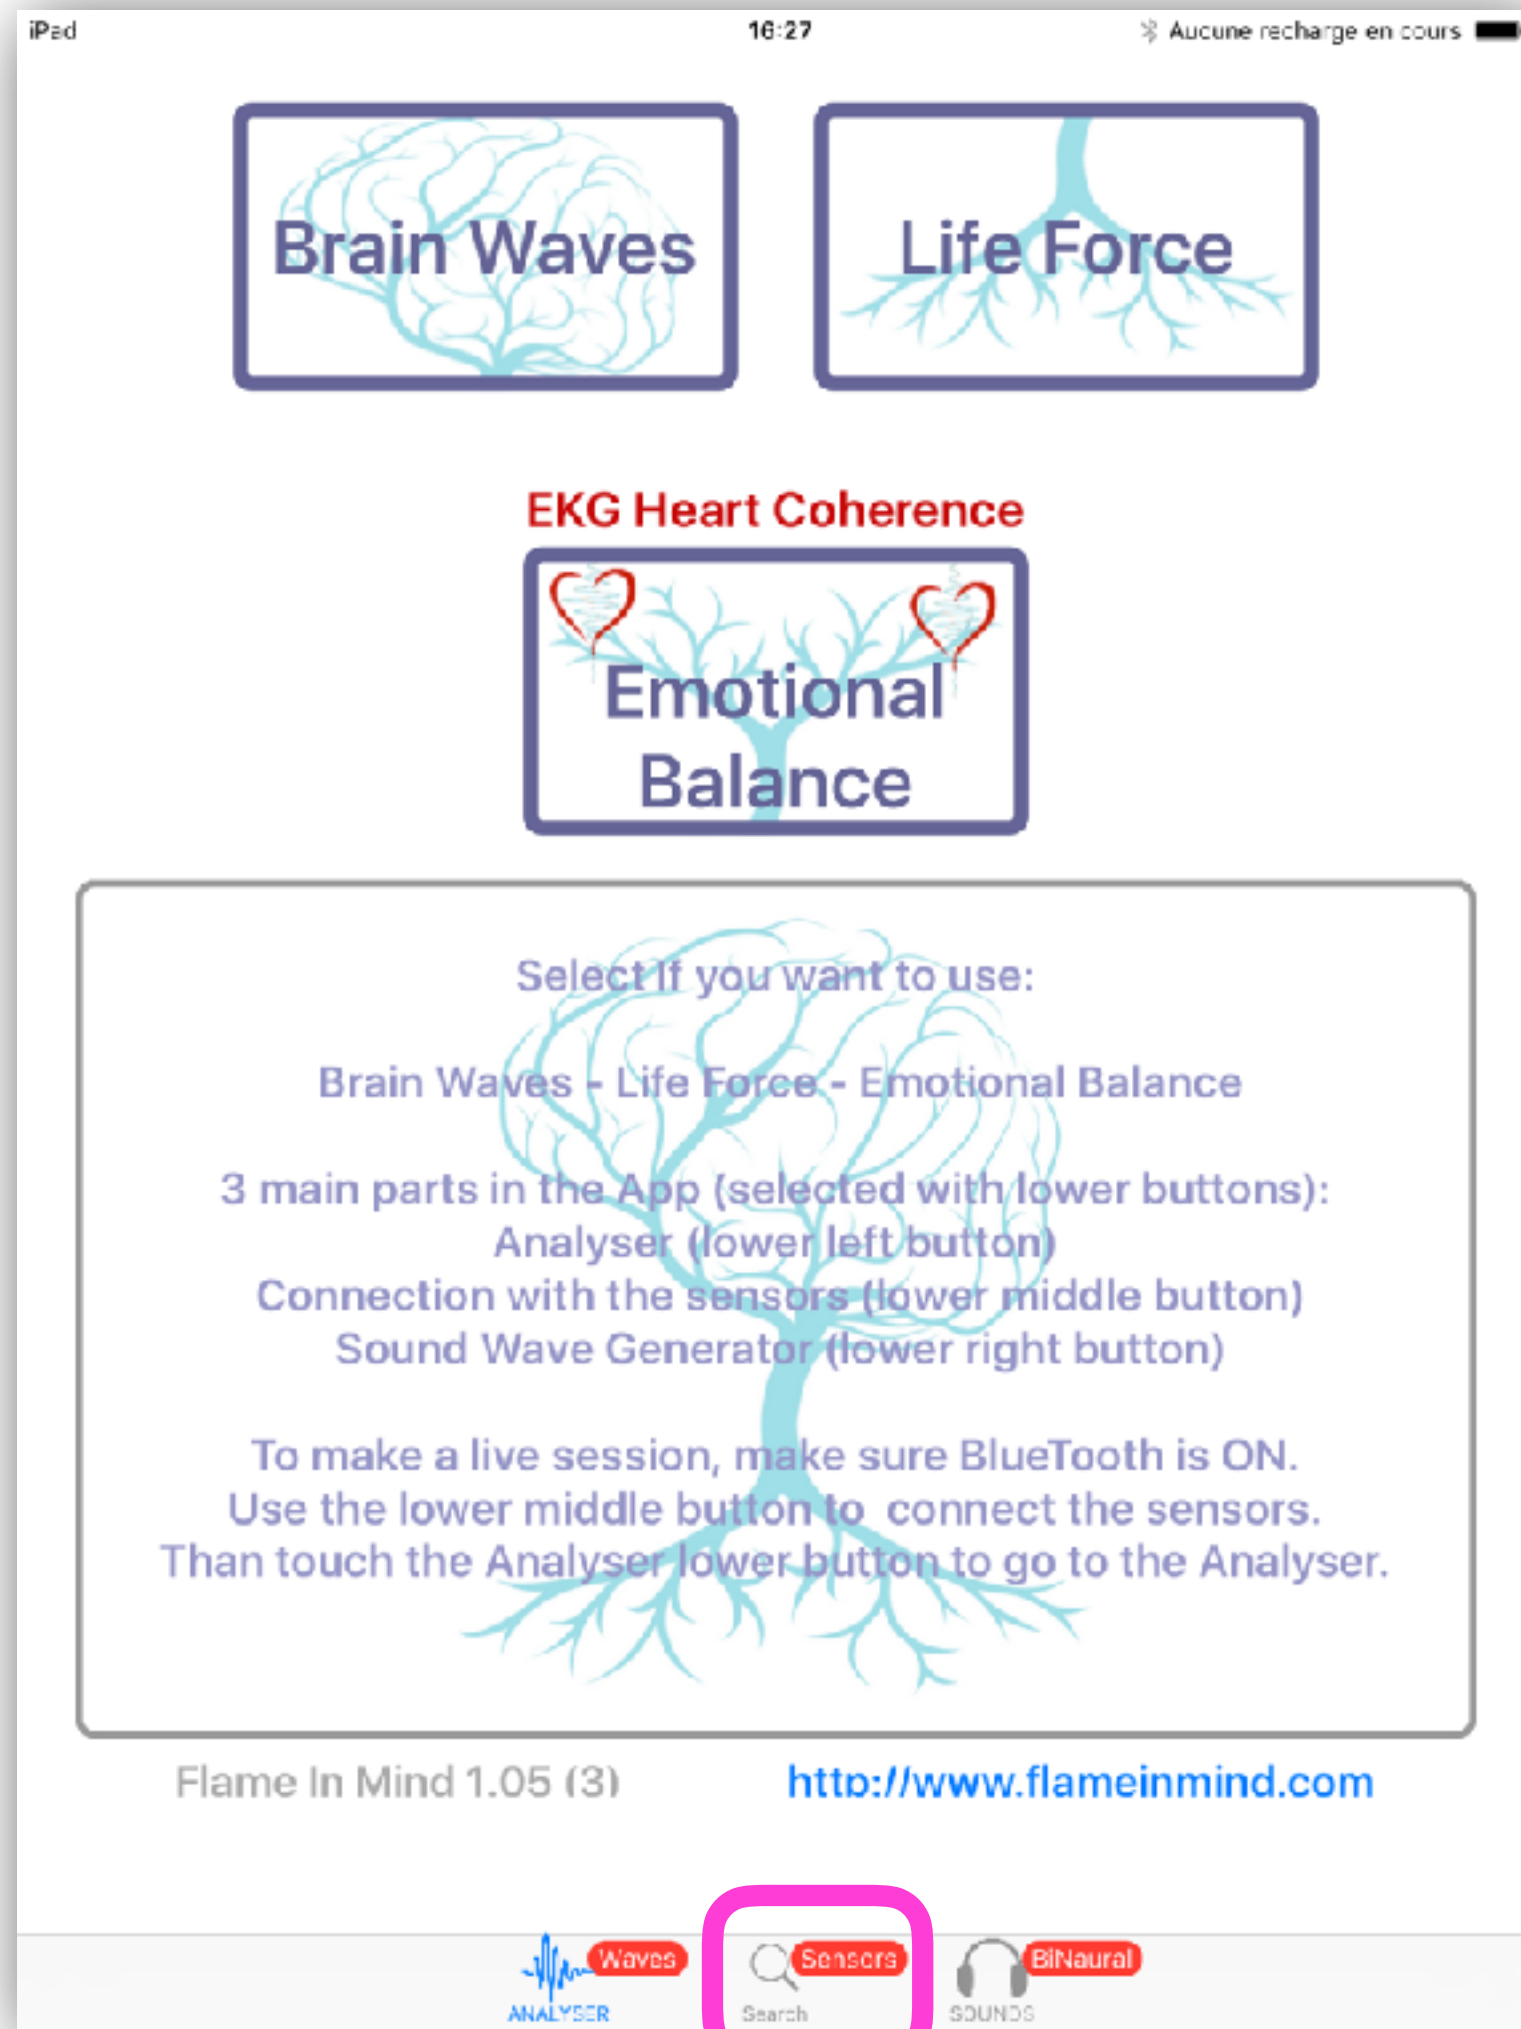 iPad 16:27 Aucune recharge en cours
Brain Waves Life Force
EKG Heart Coherence
Emotional
Balance
Select If you want to use:
Brain Waves - Life Force - Emotional Balance
3 main parts in the App (selected with lower buttons):
Analyser (lower left button)
Connection with the sensors (lower middle button)
Sound Wave Generator (lower right button)
To make a live session, make sure BlueTooth is ON.
Use the lower middle button to connect the sensors.
Than touch the Analyser lower button to go to the Analyser.
Flame In Mind 1.05 (3) http://www.flameinmind.com
Waves Sensors BiNaural
ANALYSER Search SOUNDS